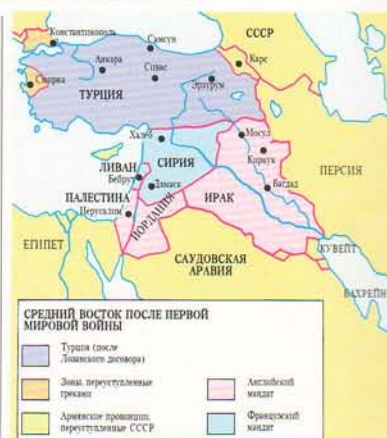 Константинополь
Самсун
СССР
Анкара
Сивас
Карс
Смирна
Эрзурум
ТУРЦИЯ
Халеб
Мосул
ЛИВАН
СИРИЯ
Киркук
Бейрут
ПЕРСИЯ
Дамаск
Багдад
ПАЛЕСТИНА
ИРАК
Иерусалим
ИОРДАНИЯ
ЕГИПЕТ
КУВЕЙТ
САУДОВСКАЯ
АРАВИЯ
БАХРЕЙН
СРЕДНИЙ ВОСТОК ПОСЛЕ ПЕРВОЙ
МИРОВОЙ ВОЙНЫ
Турция (после
Лозанского договора)
Зоны, переуступленные
греками
Английский
мандат
Армянские провинции,
переуступленные СССР
Французский
мандат